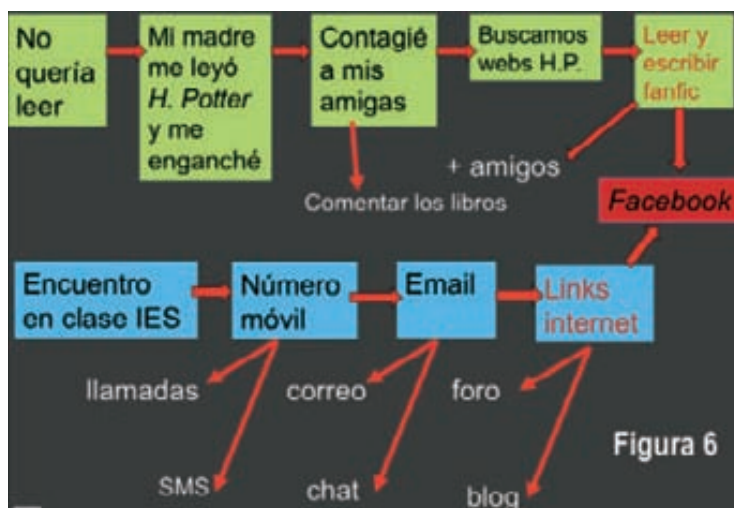 No
quería
leer
Mi madre
me leyó
H. Potter
y me
enganché
Contagié
a mis
amigas
Buscamos
webs H.P.
Leer y
escribir
fanfic
+ amigos
Comentar los libros
Facebook
Encuentro
en clase IES
Número
móvil
Email
Links
internet
llamadas
correo
foro
SMS
chat
blog
Figura 6